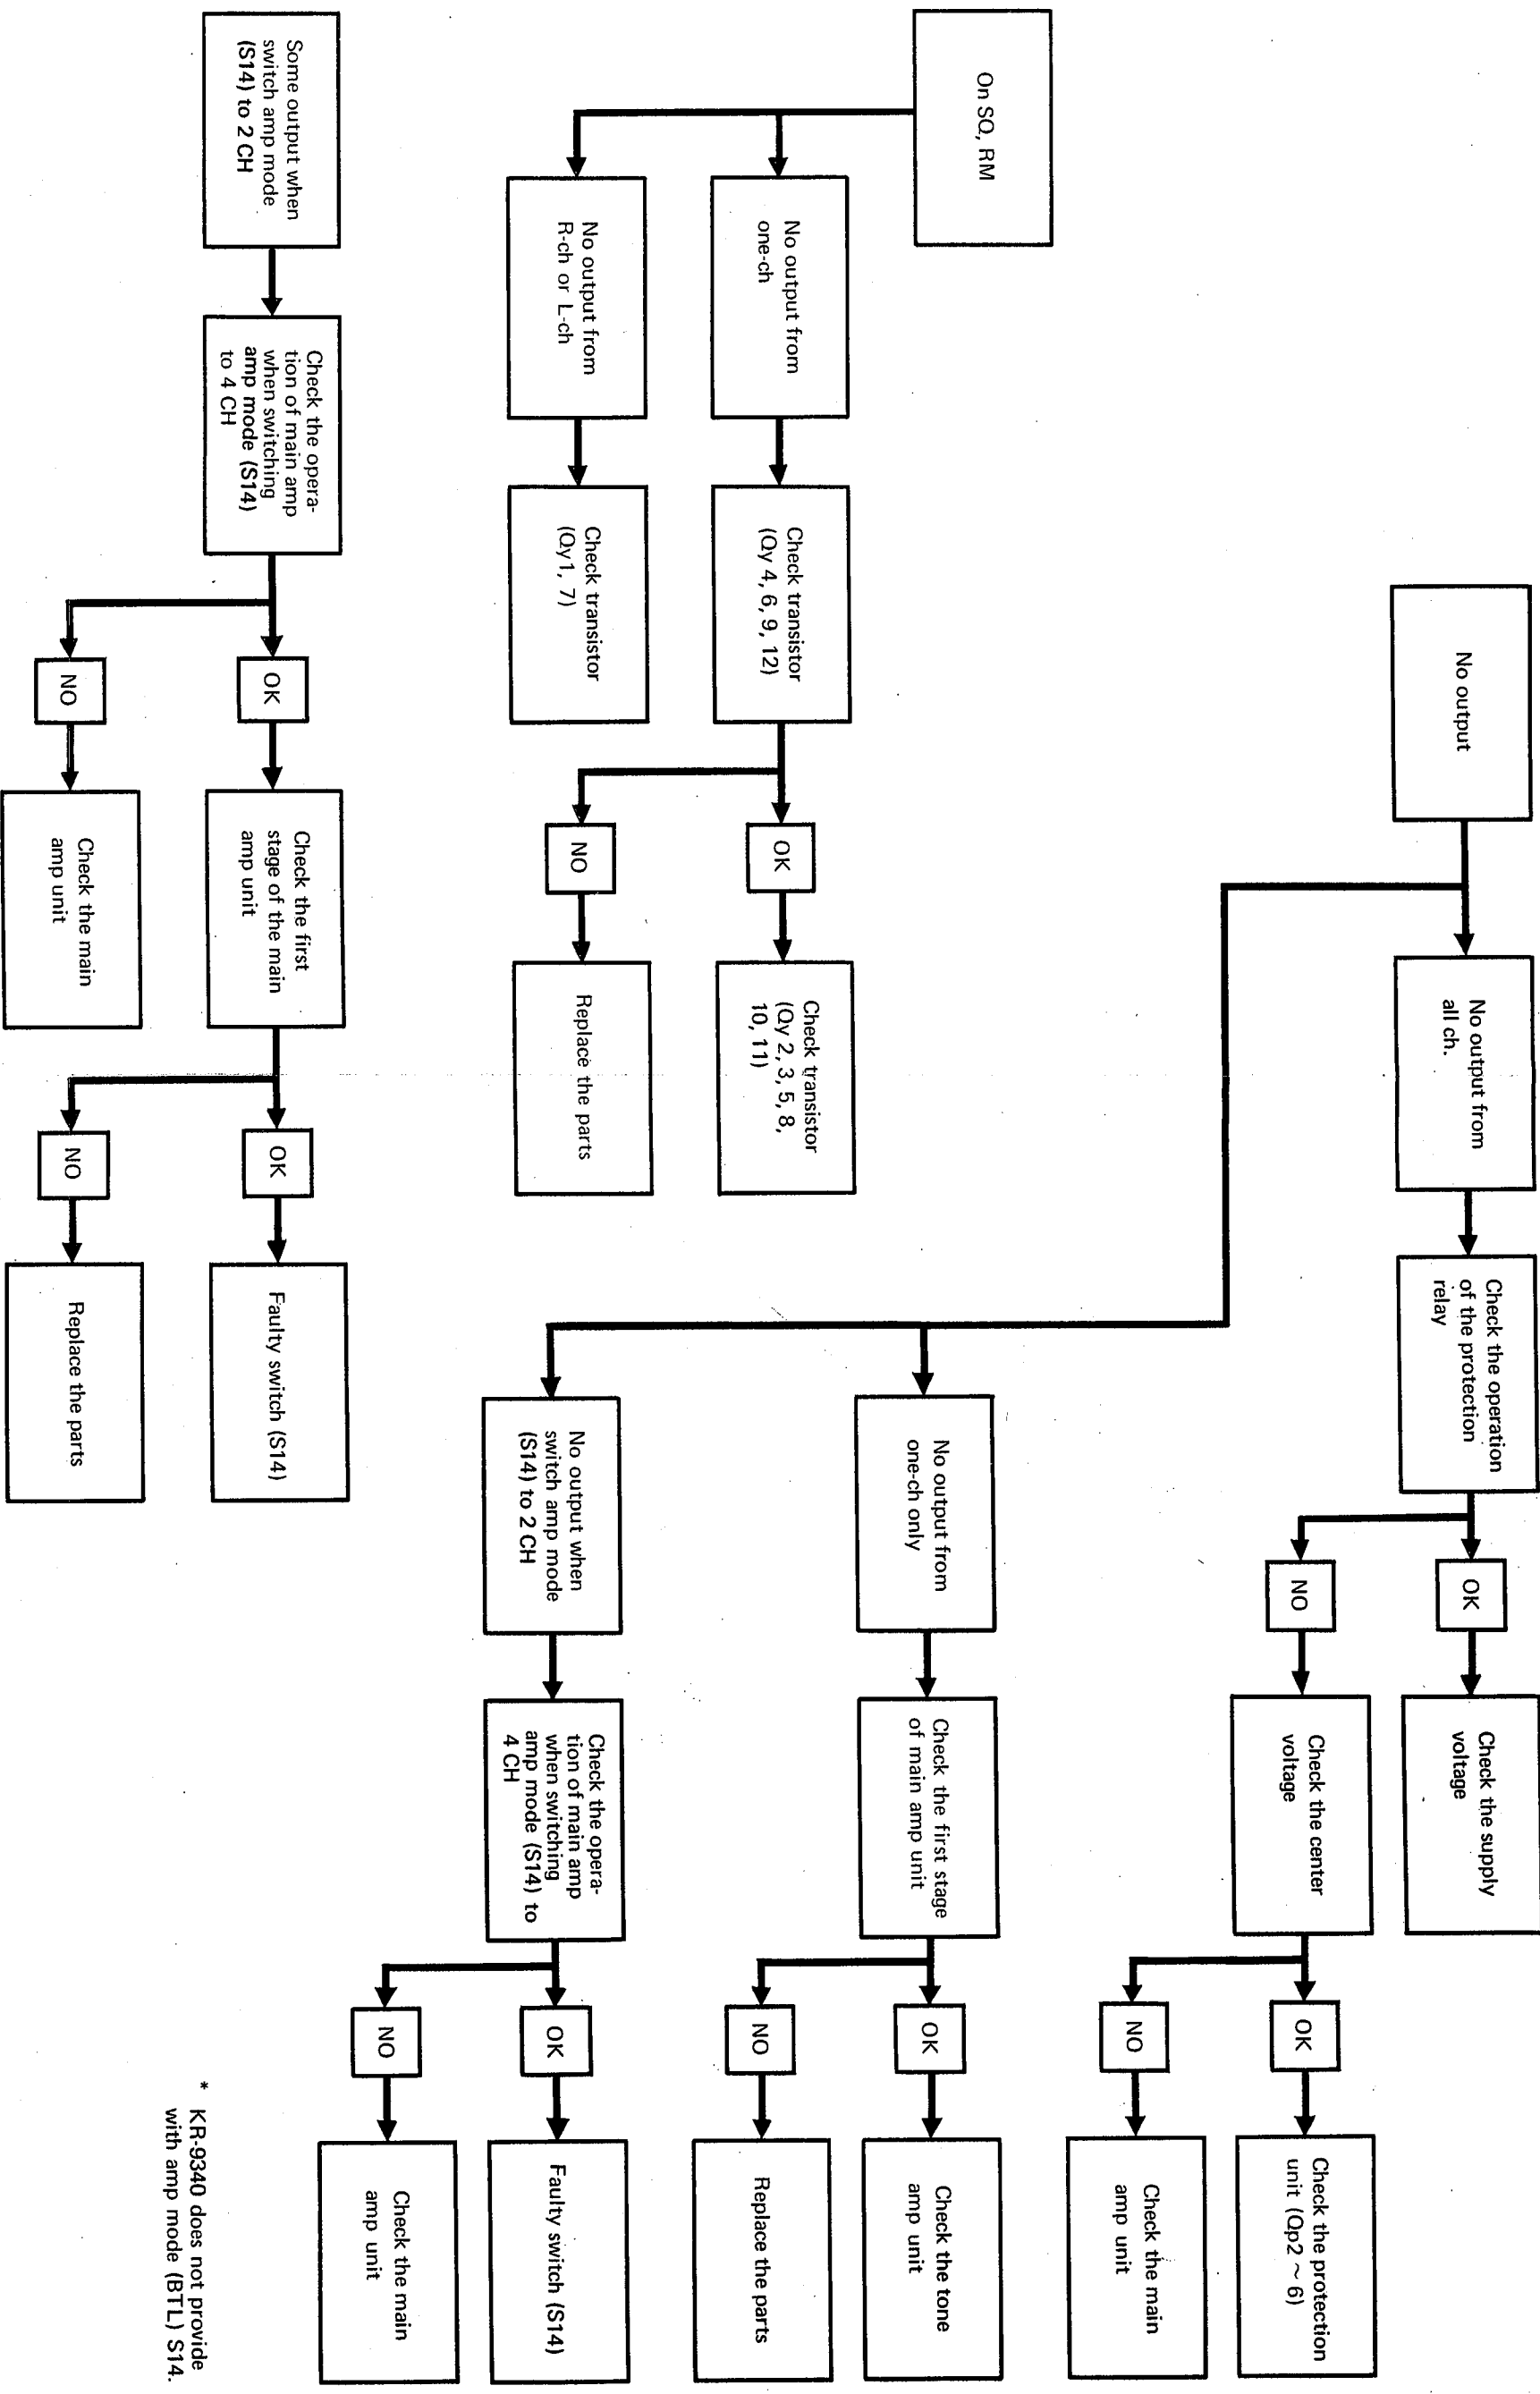 No output
No output from
all ch.
Check the operation
of the protection
relay
OK
Check the supply
voltage
NO
Check the center
voltage
OK
Check the protection
unit (Qp2 ~ 6)
NO
Check the main
amp unit
No output from
one-ch only
Check the first stage
of main amp unit
OK
Check the tone
amp unit
NO
Replace the parts
No output when
switch amp mode
(S14) to 2 CH
Check the opera-
tion of main amp
when switching
amp mode (S14) to
4 CH
OK
Faulty switch (S14)
NO
Check the main
amp unit
On SQ, RM
No output from
one-ch
Check transistor
(Qy 4, 6, 9, 12)
OK
Check transistor
(Qy 2, 3, 5, 8,
10, 11)
NO
Replace the parts
No output from
R-ch or L-ch
Check transistor
(Qy1, 7)
Some output when
switch amp mode
(S14) to 2 CH
Check the opera-
tion of main amp
when switching
amp mode (S14)
to 4 CH
OK
Check the first
stage of the main
amp unit
OK
Faulty switch (S14)
NO
Replace the parts
NO
Check the main
amp unit
* KR-9340 does not provide
with amp mode (BTL) S14.